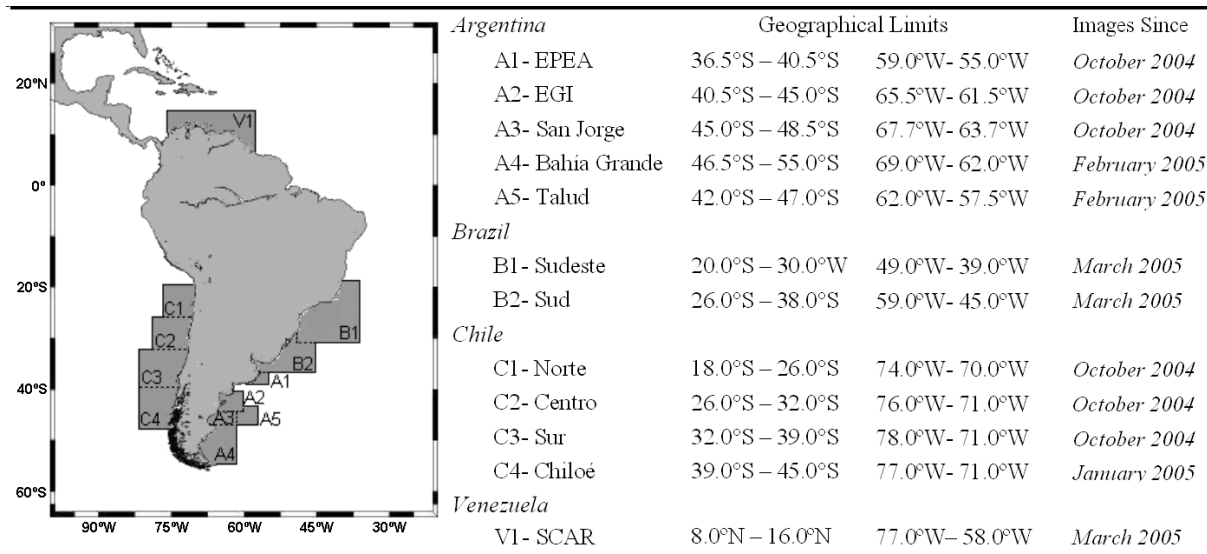 20°N
0°
20°S
40°S
60°S
90°W 75°W 60°W 45°W 30°W
V1
C1
C2
C3
C4
B1
B2
A1
A2
A3
A5
A4
Argentina Geographical Limits Images Since
A1- EPEA 36.5°S – 40.5°S 59.0°W- 55.0°W October 2004
A2- EGI 40.5°S – 45.0°S 65.5°W- 61.5°W October 2004
A3- San Jorge 45.0°S – 48.5°S 67.7°W- 63.7°W October 2004
A4- Bahía Grande 46.5°S – 55.0°S 69.0°W- 62.0°W February 2005
A5- Talud 42.0°S – 47.0°S 62.0°W- 57.5°W February 2005
Brazil
B1- Sudeste 20.0°S – 30.0°W 49.0°W- 39.0°W March 2005
B2- Sud 26.0°S – 38.0°S 59.0°W- 45.0°W March 2005
Chile
C1- Norte 18.0°S – 26.0°S 74.0°W- 70.0°W October 2004
C2- Centro 26.0°S – 32.0°S 76.0°W- 71.0°W October 2004
C3- Sur 32.0°S – 39.0°S 78.0°W- 71.0°W October 2004
C4- Chiloé 39.0°S – 45.0°S 77.0°W- 71.0°W January 2005
Venezuela
V1- SCAR 8.0°N – 16.0°N 77.0°W– 58.0°W March 2005